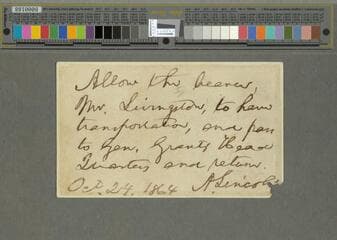 Allow the bearer,
Mr. Livingston, to have
transportation, and pass
to Gen. Grants Head
Quarters and return.
Oct. 24. 1864 A. Lincoln